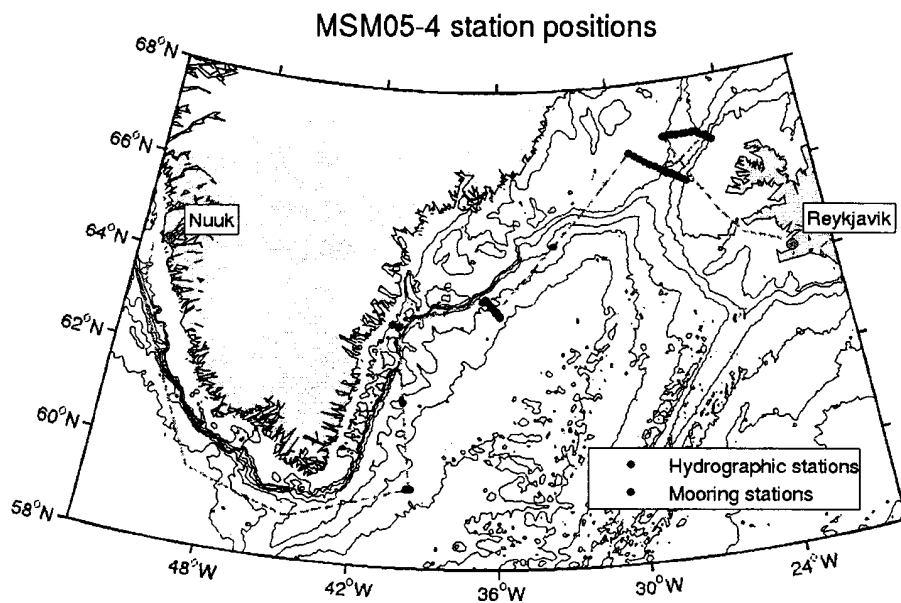 MSM05-4 station positions
68°N
66°N
64°N
62°N
60°N
58°N
Nuuk
Reykjavik
Hydrographic stations
Mooring stations
48°W
42°W
36°W
30°W
24°W